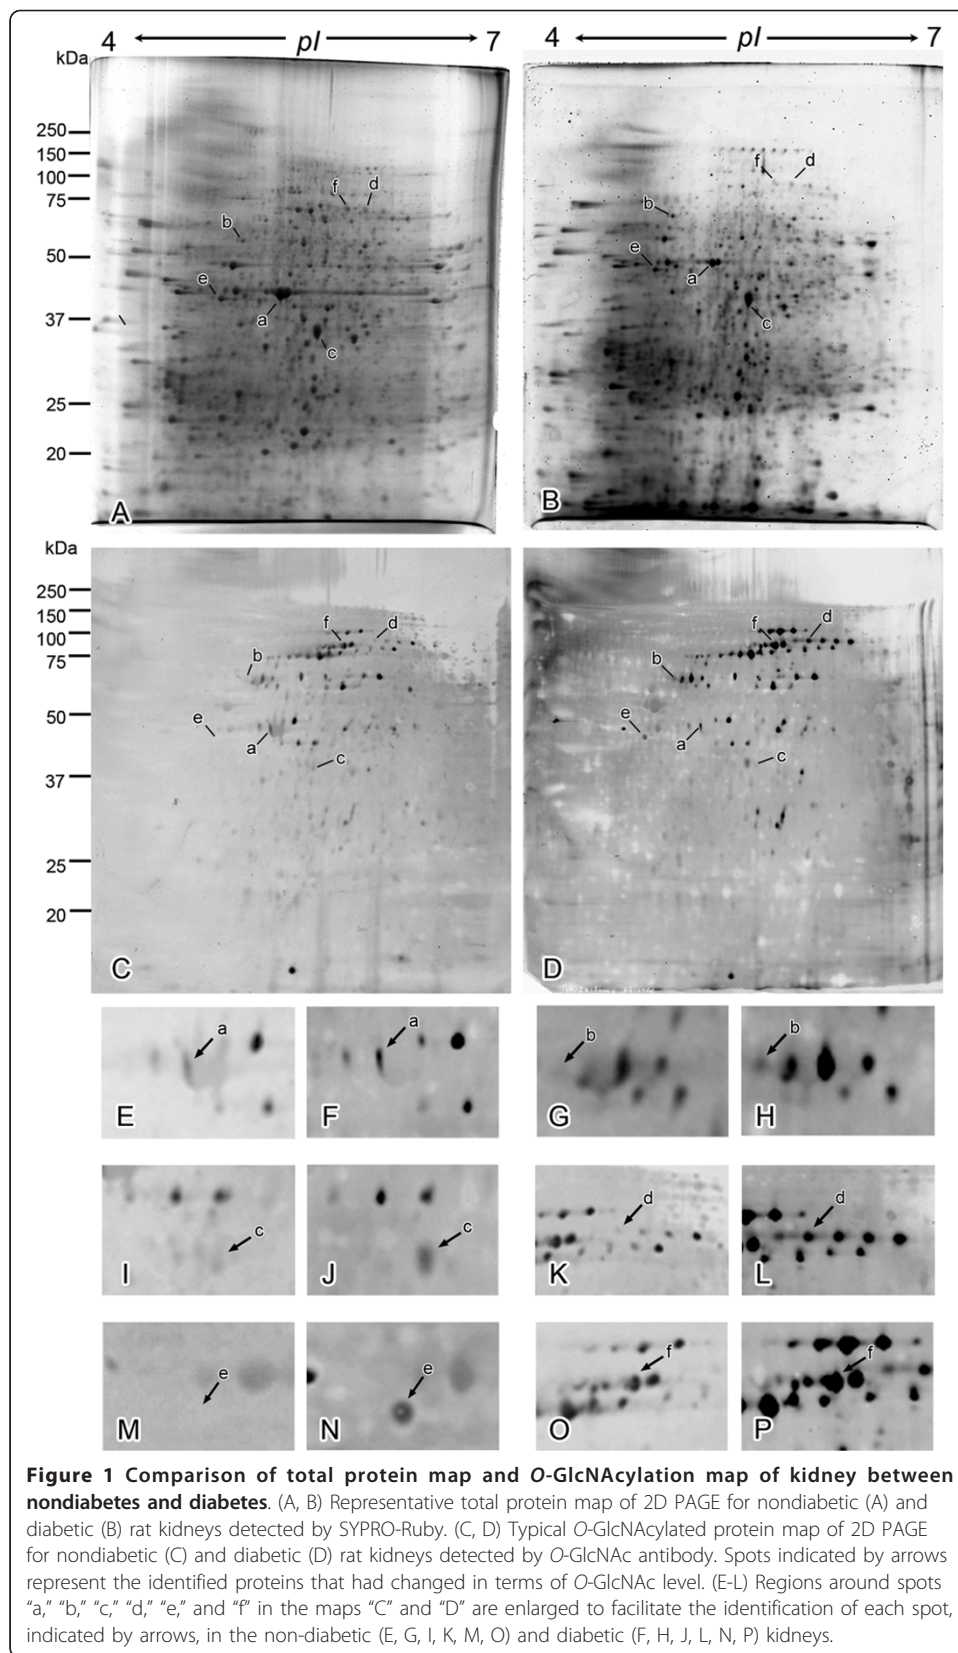 4 pI 7
4 pI 7
kDa
250
150
100
75
50
37
25
20
f d
b
e
a
c
A
f d
b
e
a
c
B
kDa
250
150
100
75
50
37
25
20
f d
b
e
a
c
C
f d
b
e
a
c
D
a
E
a
F
b
G
b
H
c
I
c
J
d
K
d
L
e
M
e
N
f
O
f
P
Figure 1 Comparison of total protein map and O-GlcNAcylation map of kidney between
nondiabetes and diabetes. (A, B) Representative total protein map of 2D PAGE for nondiabetic (A) and
diabetic (B) rat kidneys detected by SYPRO-Ruby. (C, D) Typical O-GlcNAcylated protein map of 2D PAGE
for nondiabetic (C) and diabetic (D) rat kidneys detected by O-GlcNAc antibody. Spots indicated by arrows
represent the identified proteins that had changed in terms of O-GlcNAc level. (E-L) Regions around spots
“a,” “b,” “c,” “d,” “e,” and “f” in the maps “C” and “D” are enlarged to facilitate the identification of each spot,
indicated by arrows, in the non-diabetic (E, G, I, K, M, O) and diabetic (F, H, J, L, N, P) kidneys.